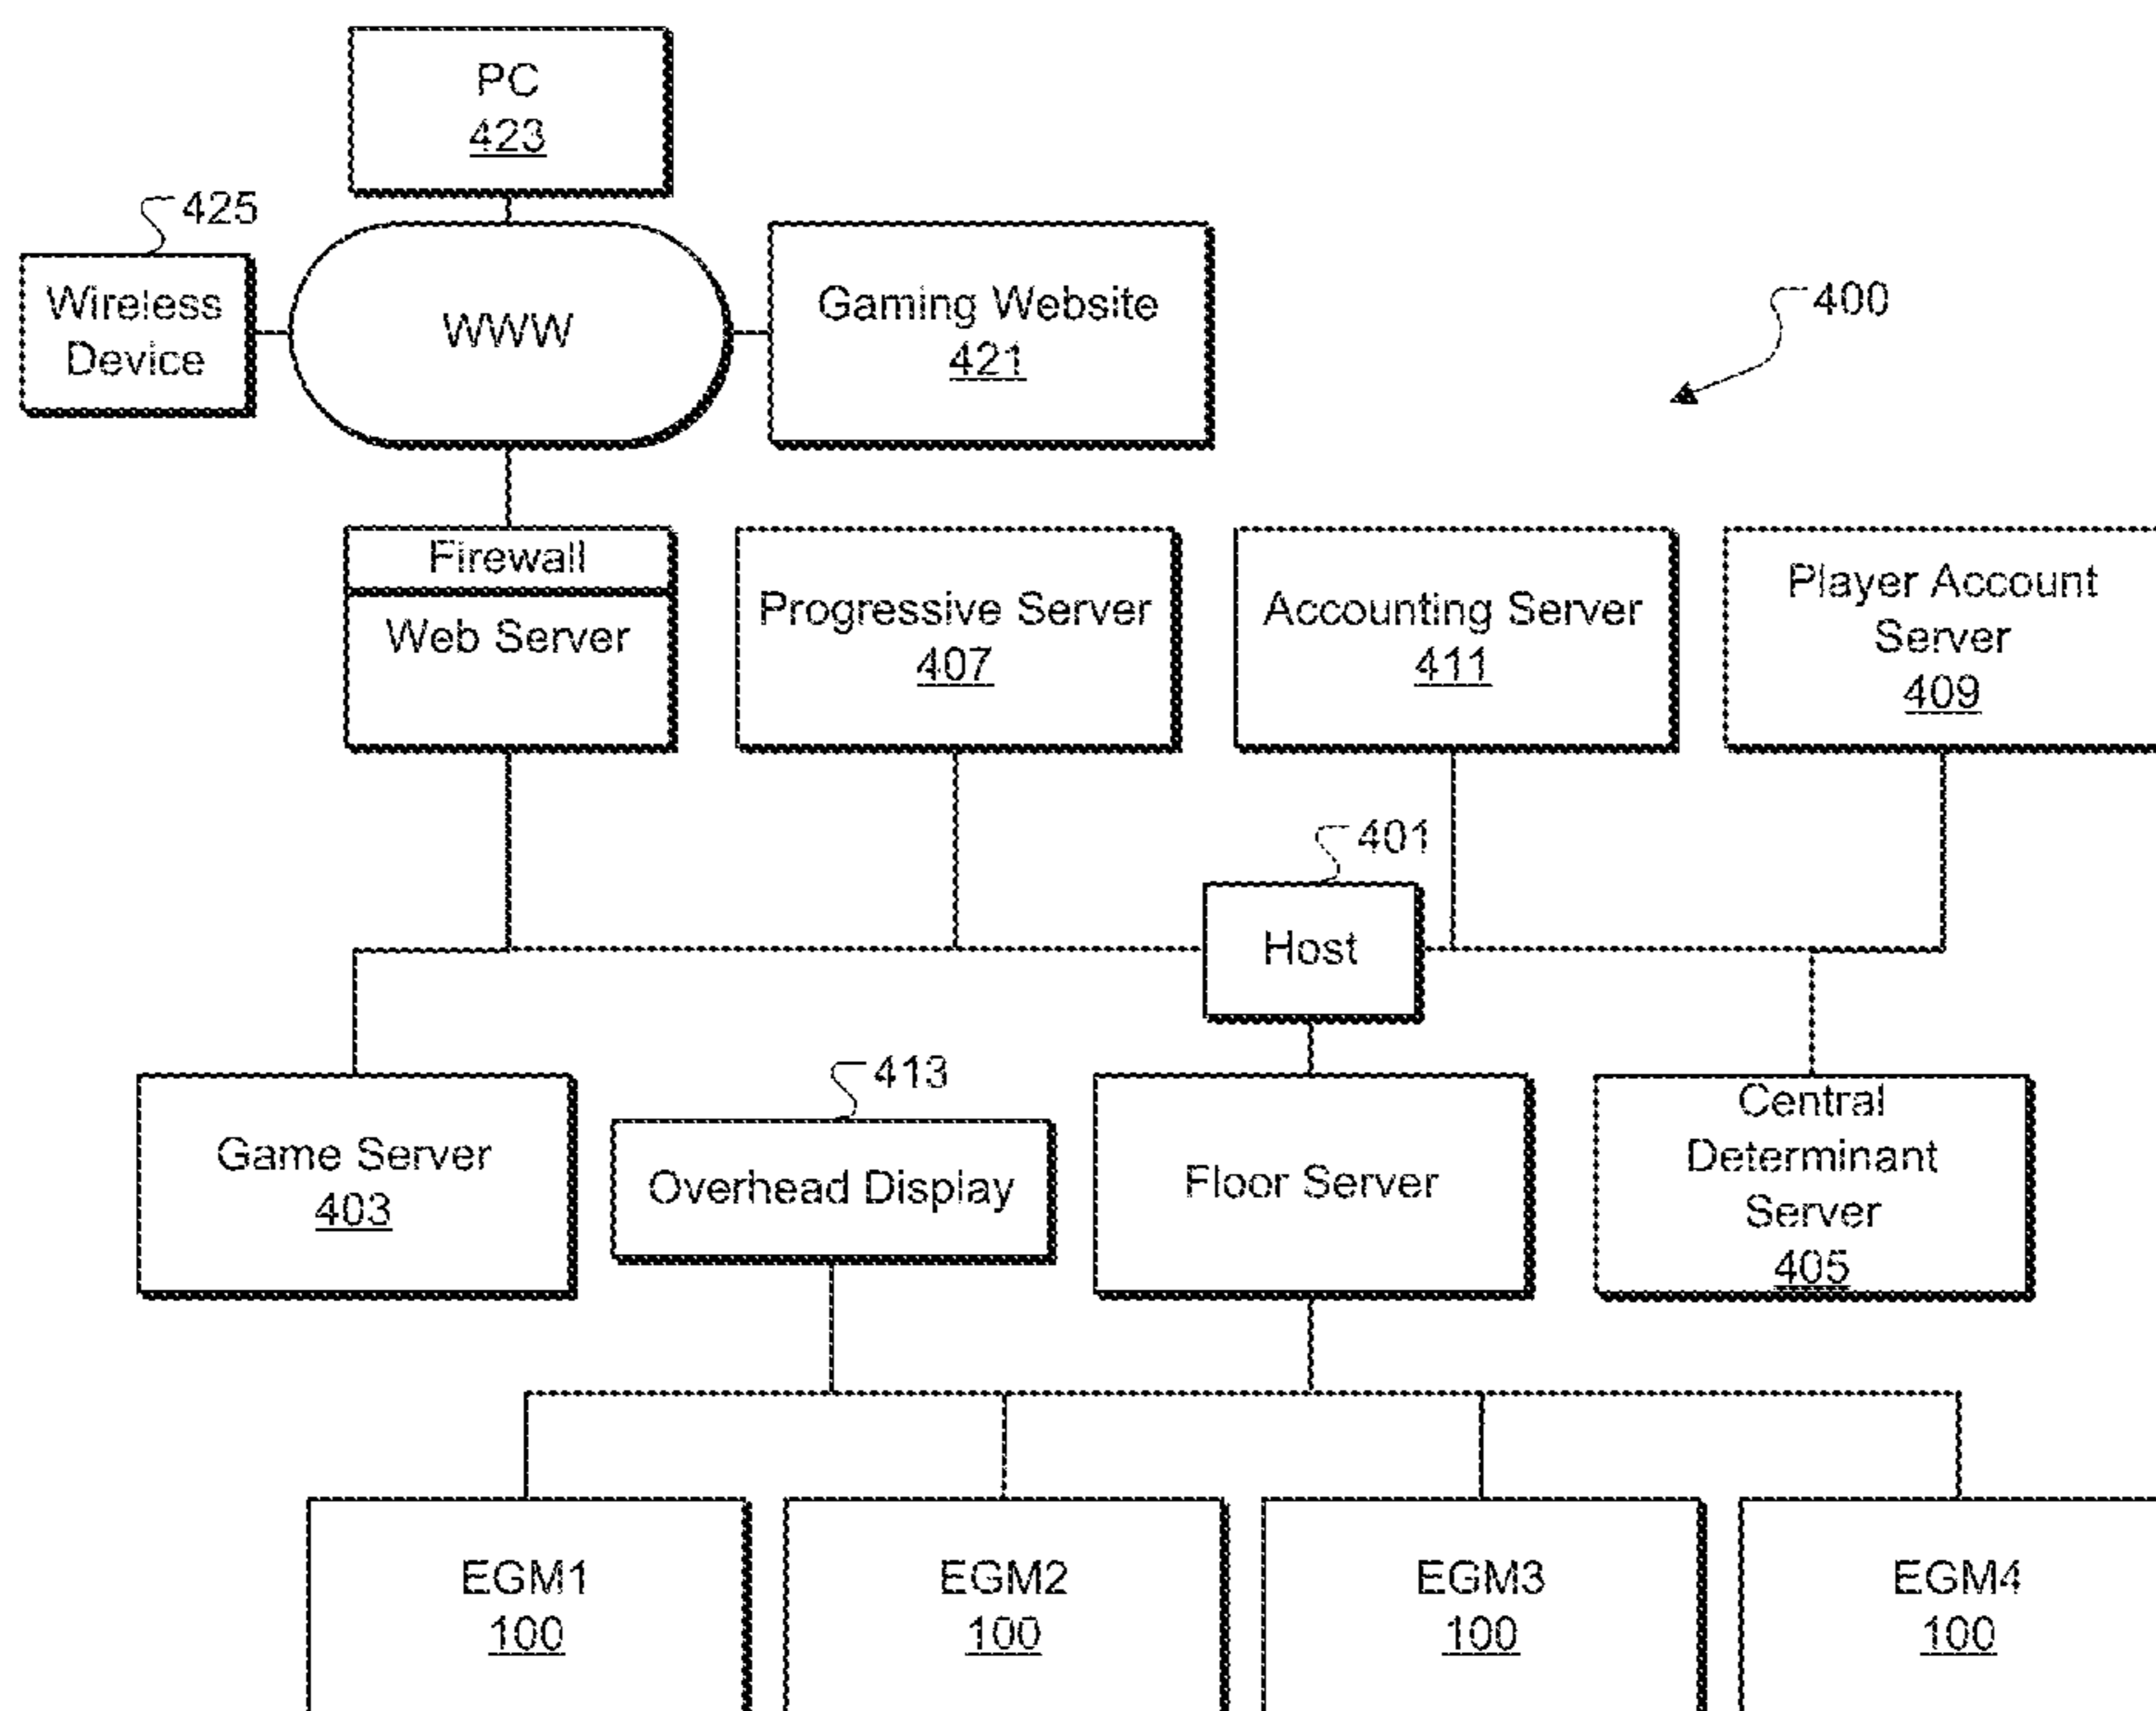 PC
423
425
Wireless
Device
WWW
Gaming Website
421
400
Firewall
Web Server
Progressive Server
407
Accounting Server
411
Player Account
Server
409
401
Host
413
Game Server
403
Overhead Display
Floor Server
Central
Determinant
Server
405
EGM1
100
EGM2
100
EGM3
100
EGM4
100